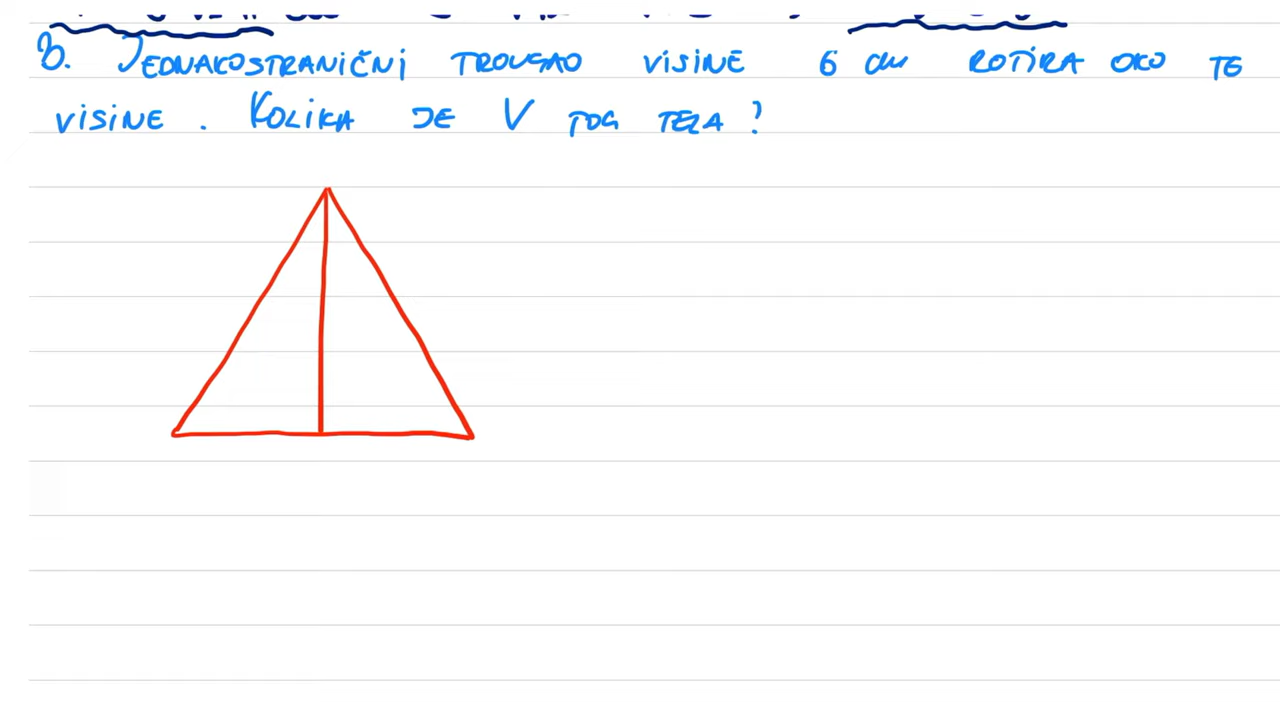 8. JEDNAKOSTRANIČNI TROUGAO VISINE 6 cm ROTIRA OKO TE
VISINE. KOLIKA JE V TOG TELA?